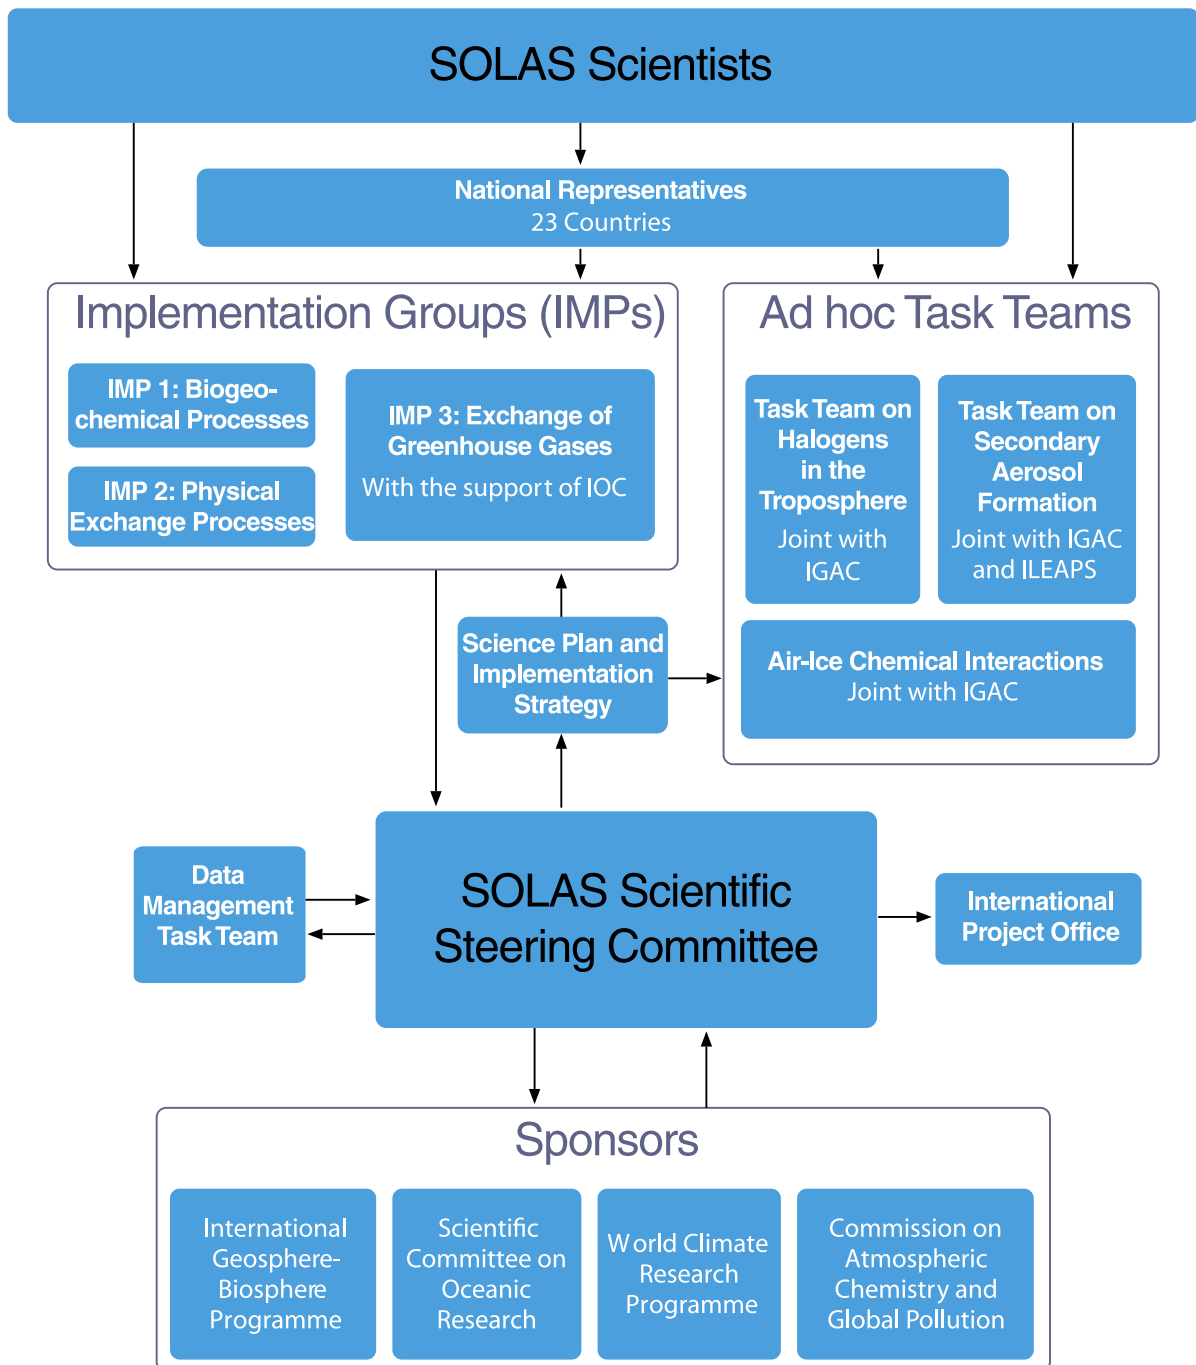 SOLAS Scientists
National Representatives
23 Countries
Implementation Groups (IMPs)
IMP 1: Biogeo-
chemical Processes
IMP 2: Physical
Exchange Processes
IMP 3: Exchange of
Greenhouse Gases
With the support of IOC
Ad hoc Task Teams
Task Team on
Halogens
in the
Troposphere
Joint with
IGAC
Task Team on
Secondary
Aerosol
Formation
Joint with IGAC
and ILEAPS
Air-Ice Chemical Interactions
Joint with IGAC
Science Plan and
Implementation
Strategy
Data
Management
Task Team
SOLAS Scientific
Steering Committee
International
Project Office
Sponsors
International
Geosphere-
Biosphere
Programme
Scientific
Committee on
Oceanic
Research
World Climate
Research
Programme
Commission on
Atmospheric
Chemistry and
Global Pollution